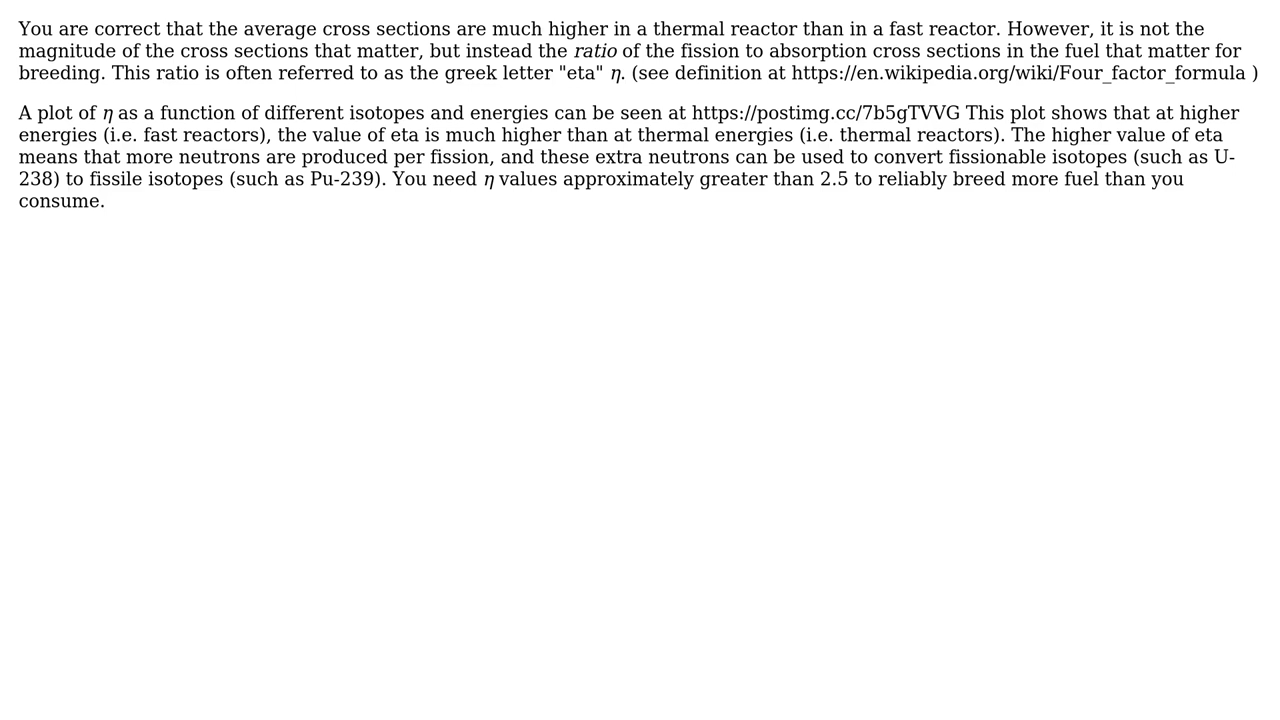 You are correct that the average cross sections are much higher in a thermal reactor than in a fast reactor. However, it is not the
magnitude of the cross sections that matter, but instead the ratio of the fission to absorption cross sections in the fuel that matter for
breeding. This ratio is often referred to as the greek letter "eta" η. (see definition at https://en.wikipedia.org/wiki/Four_factor_formula )
A plot of η as a function of different isotopes and energies can be seen at https://postimg.cc/7b5gTVVG This plot shows that at higher
energies (i.e. fast reactors), the value of eta is much higher than at thermal energies (i.e. thermal reactors). The higher value of eta
means that more neutrons are produced per fission, and these extra neutrons can be used to convert fissionable isotopes (such as U-
238) to fissile isotopes (such as Pu-239). You need η values approximately greater than 2.5 to reliably breed more fuel than you
consume.